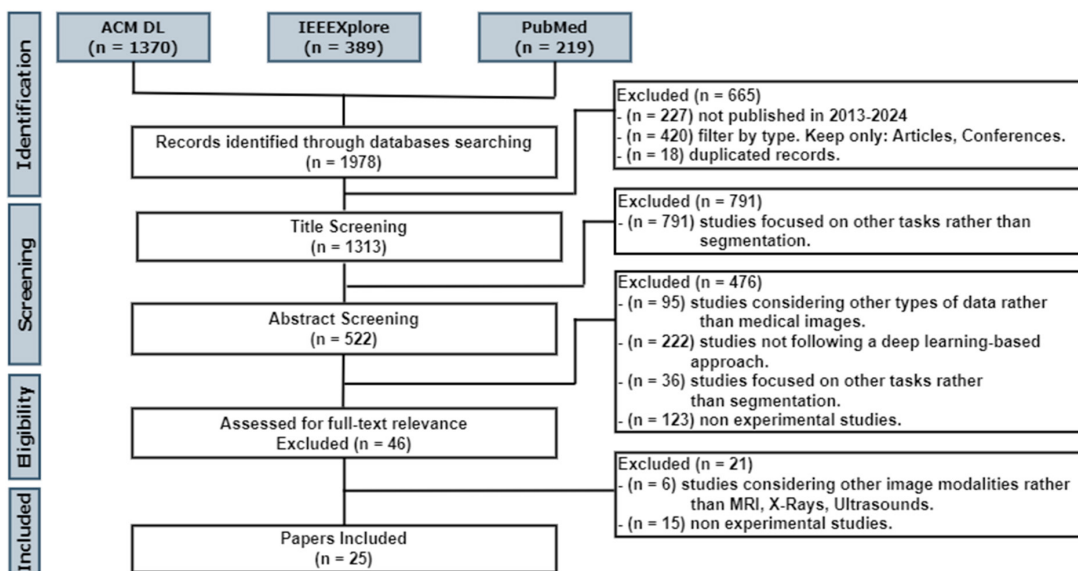 ACM DL
(n = 1370)
IEEEXplore
(n = 389)
PubMed
(n = 219)
Identification
Records identified through databases searching
(n = 1978)
Excluded (n = 665)
- (n = 227) not published in 2013-2024
- (n = 420) filter by type. Keep only: Articles, Conferences.
- (n = 18) duplicated records.
Screening
Title Screening
(n = 1313)
Excluded (n = 791)
- (n = 791) studies focused on other tasks rather than
segmentation.
Abstract Screening
(n = 522)
Excluded (n = 476)
- (n = 95) studies considering other types of data rather
than medical images.
- (n = 222) studies not following a deep learning-based
approach.
- (n = 36) studies focused on other tasks rather
than segmentation.
- (n = 123) non experimental studies.
Eligibility
Assessed for full-text relevance
Excluded (n = 46)
Excluded (n = 21)
- (n = 6) studies considering other image modalities rather
than MRI, X-Rays, Ultrasounds.
- (n = 15) non experimental studies.
Included
Papers Included
(n = 25)